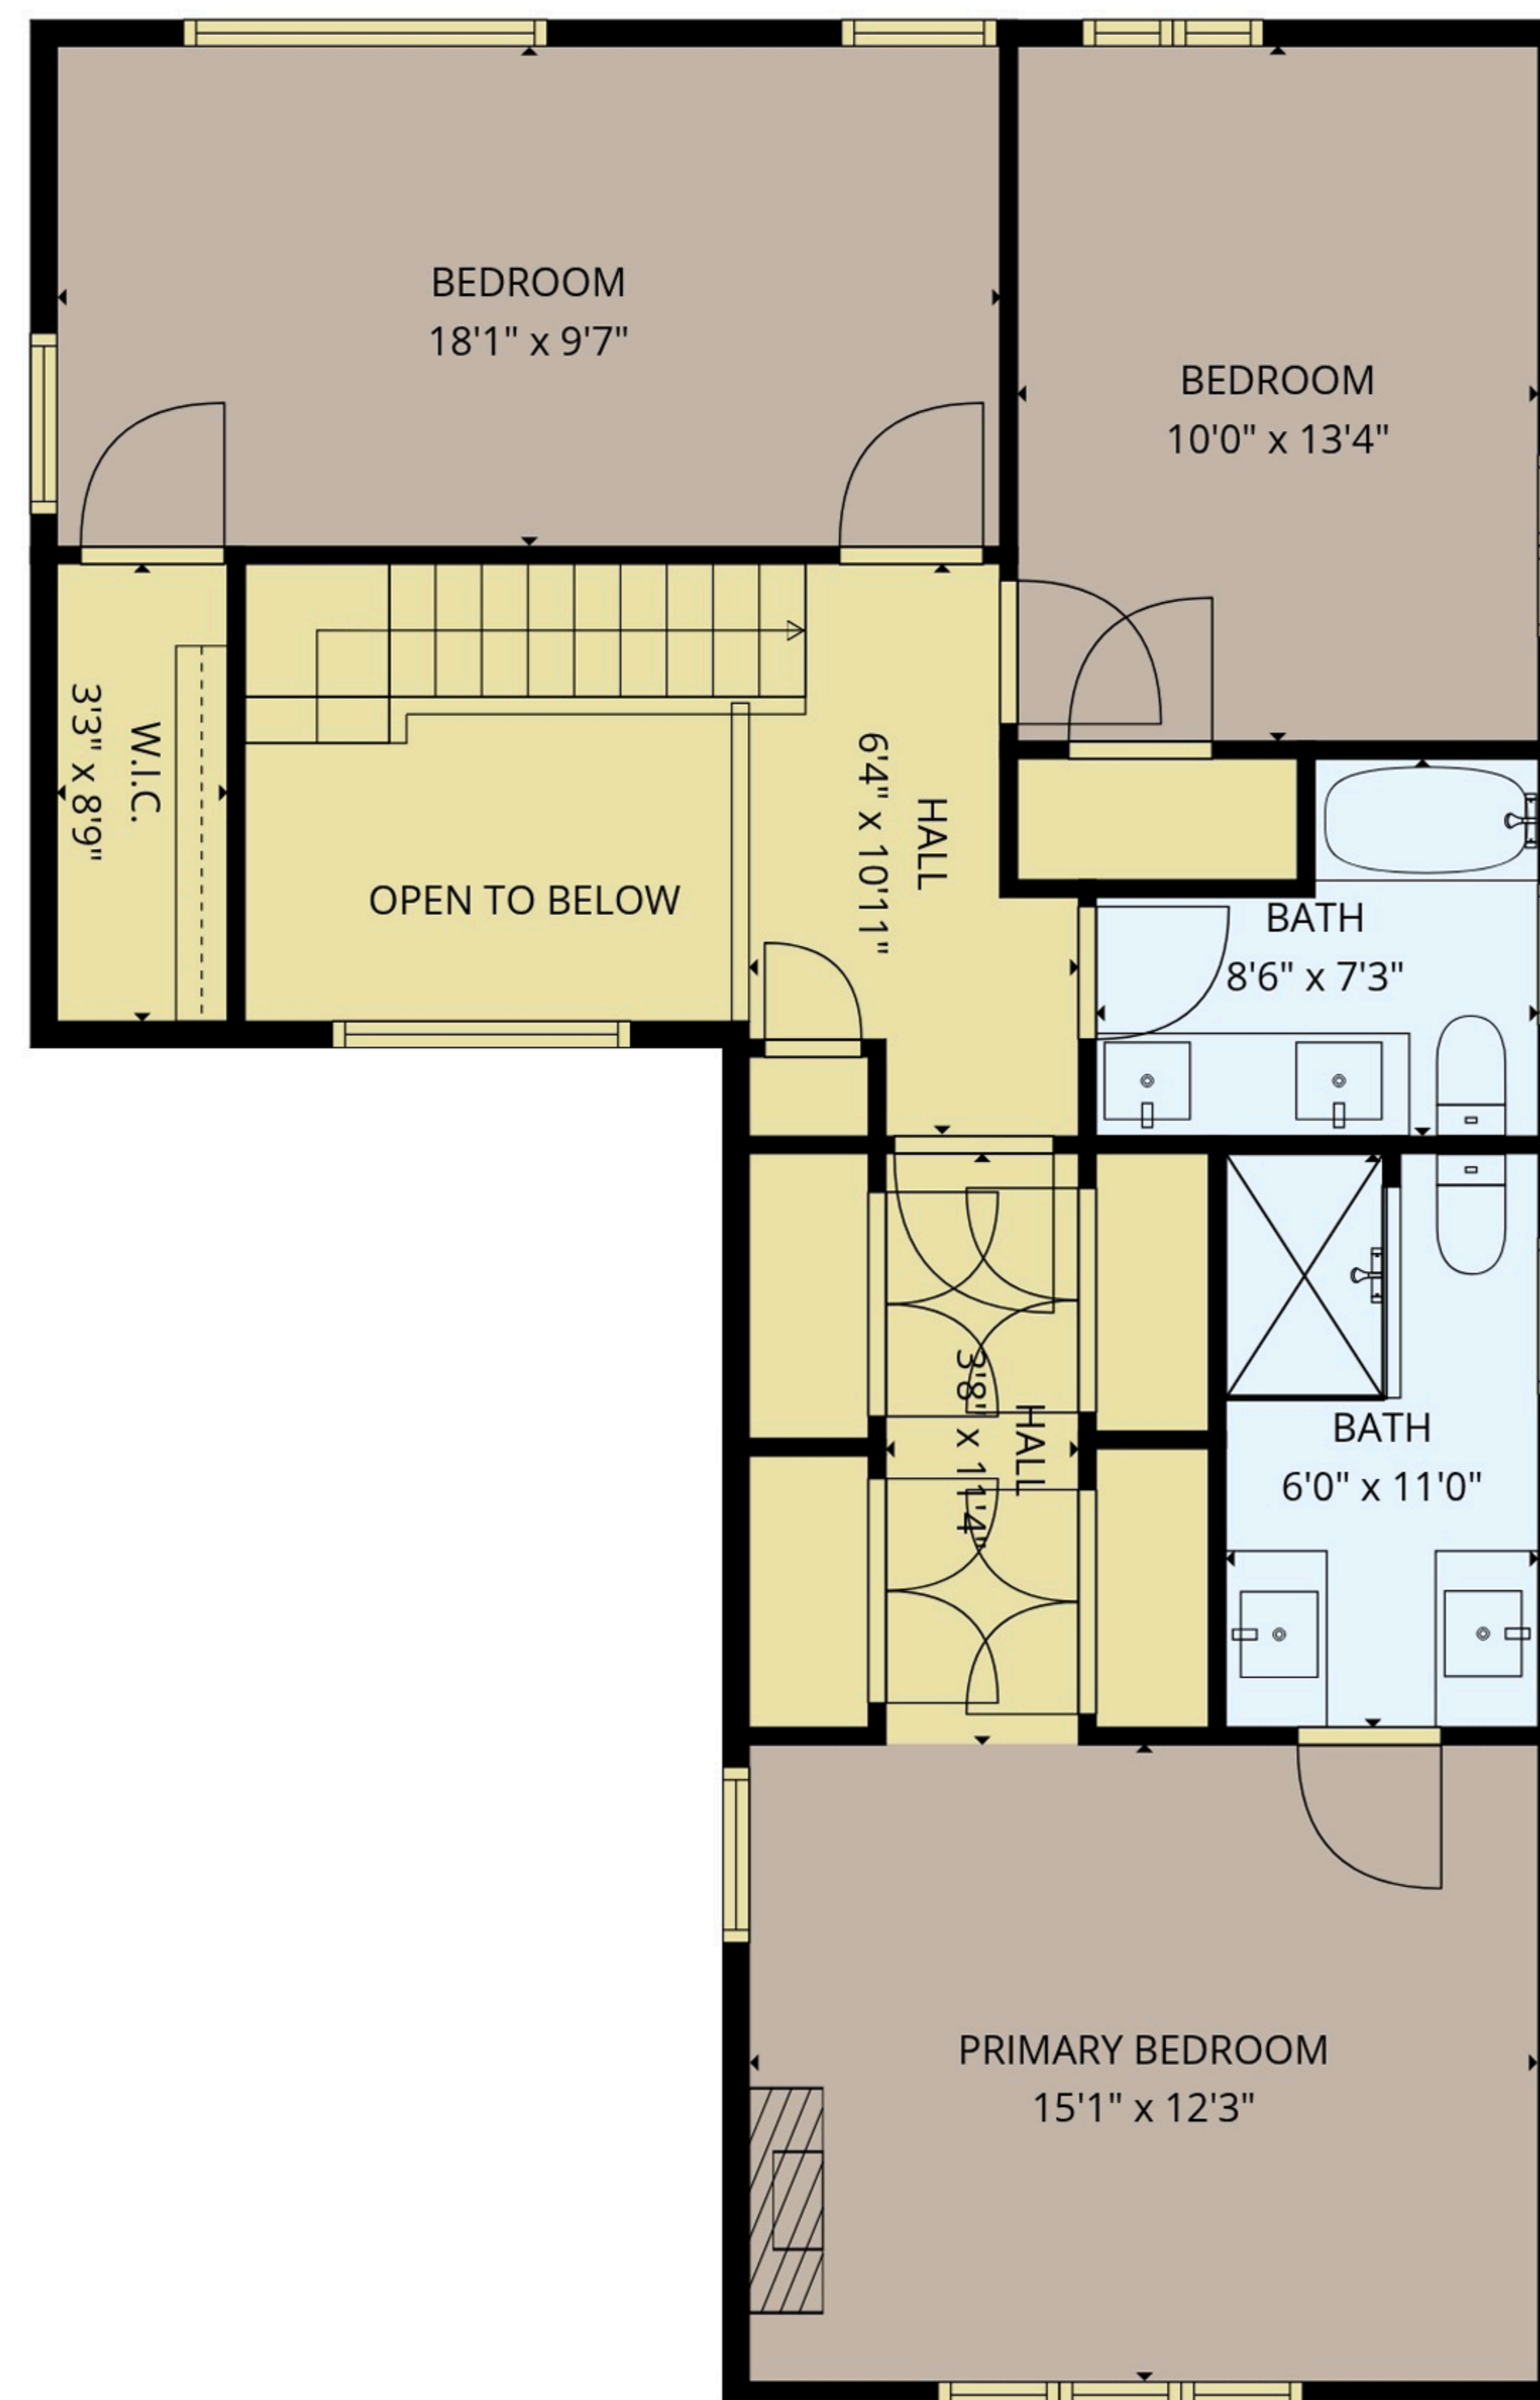 BEDROOM
18'1" x 9'7"
BEDROOM
10'0" x 13'4"
W.I.C.
3'3" x 8'9"
HALL
6'4" x 10'11"
OPEN TO BELOW
BATH
8'6" x 7'3"
HALL
3'8" x 11'4"
BATH
6'0" x 11'0"
PRIMARY BEDROOM
15'1" x 12'3"